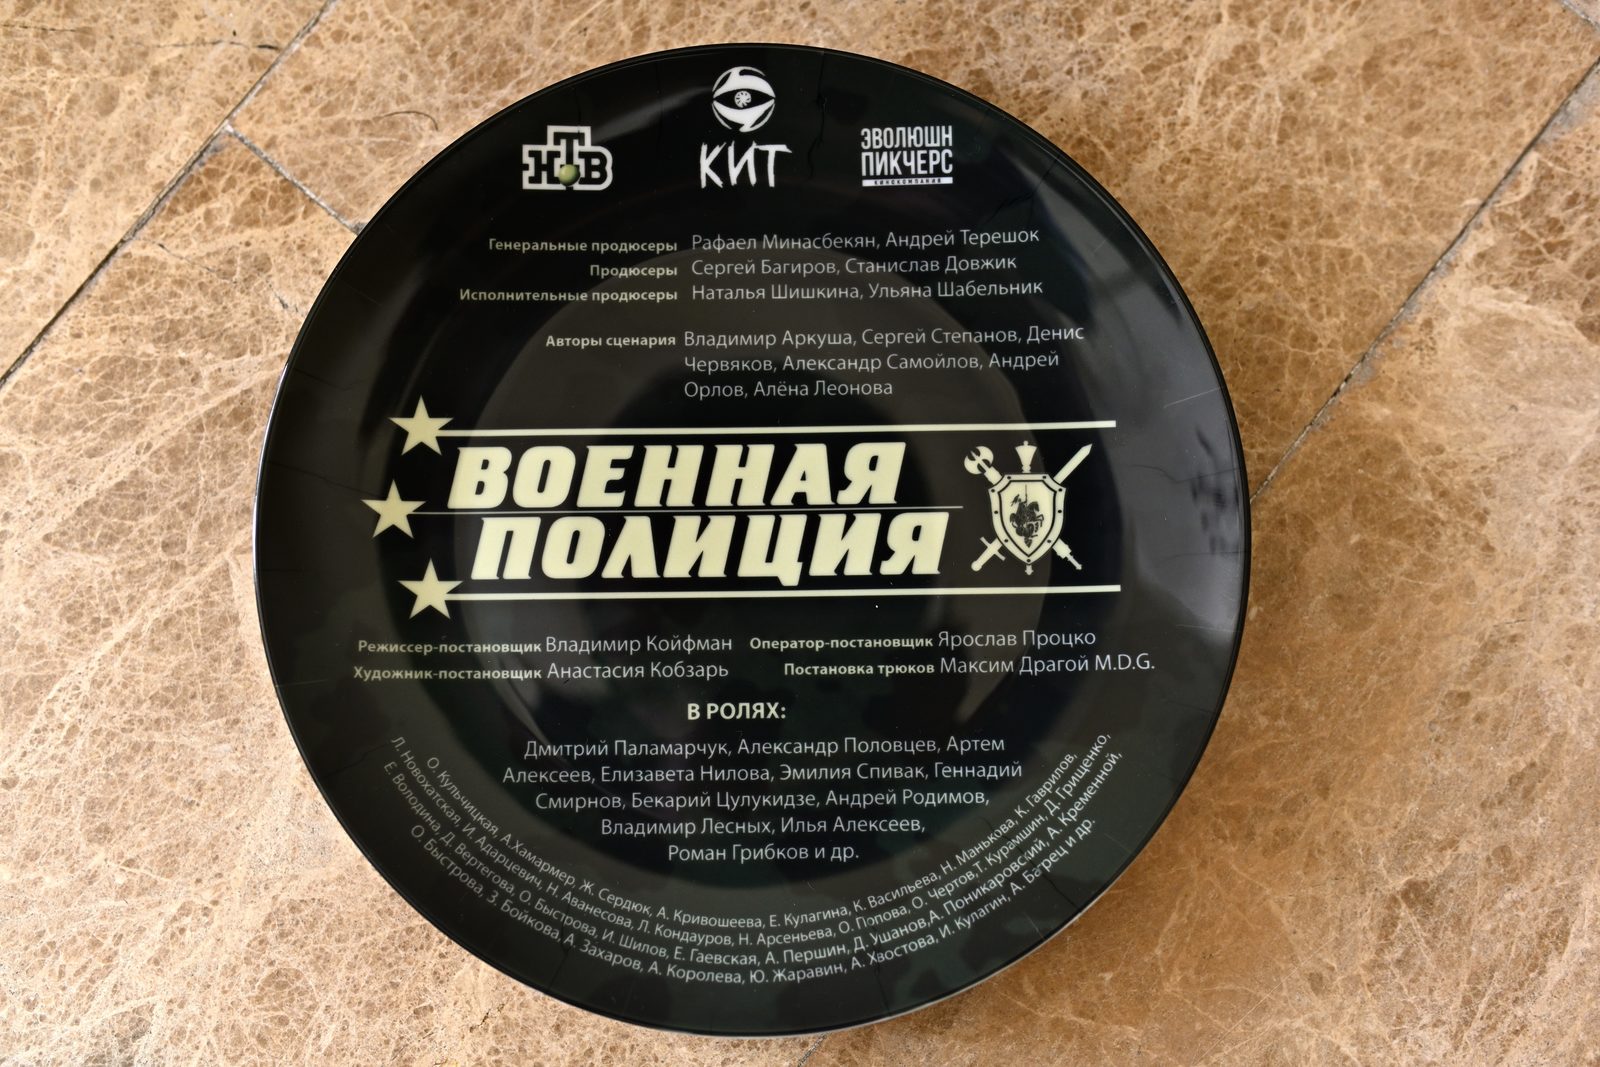 НТВ
КИТ
ЭВОЛЮШН
ПИКЧЕРС
КИНОКОМПАНИЯ
Генеральные продюсеры Рафаел Минасбекян, Андрей Терешок
Продюсеры Сергей Багиров, Станислав Довжик
Исполнительные продюсеры Наталья Шишкина, Ульяна Шабельник
Авторы сценария Владимир Аркуша, Сергей Степанов, Денис
Червяков, Александр Самойлов, Андрей
Орлов, Алёна Леонова
ВОЕННАЯ
ПОЛИЦИЯ
Режиссер-постановщик Владимир Койфман Оператор-постановщик Ярослав Процко
Художник-постановщик Анастасия Кобзарь Постановка трюков Максим Драгой M.D.G.
В РОЛЯХ:
Дмитрий Паламарчук, Александр Половцев, Артем
Алексеев, Елизавета Нилова, Эмилия Спивак, Геннадий
Смирнов, Бекарий Цулукидзе, Андрей Родимов,
Владимир Лесных, Илья Алексеев,
Роман Грибков и др.
О. Кульчицкая, А.Хамармер, Ж. Сердюк, А. Кривошеева, Е. Кулагина, К. Васильева, Н. Манькова, К. Гаврилов,
Л. Новохатская, И. Адарцевич, Н. Аванесова, Л. Кондауров, Н. Арсеньева, О. Попова, О. Чертов,Т. Курамшин, Д. Грищенко,
Е. Володина, Д. Вертегова, О. Быстрова, И. Шилов, Е. Гаевская, А. Першин, Д. Ушанов,А. Поникаровский, А. Кременной,
О. Быстрова, З. Бойкова, А. Захаров, А. Королева, Ю. Жаравин, А. Хвостова, И. Кулагин, А. Багрец и др.